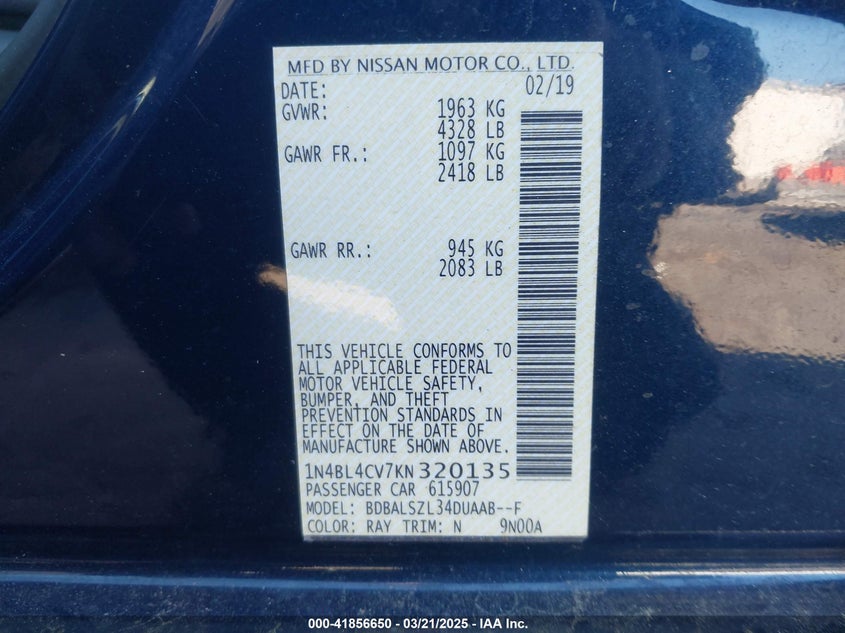 MFD BY NISSAN MOTOR CO., LTD.
DATE: 02/19
GVWR: 1963 KG
4328 LB
GAWR FR.: 1097 KG
2418 LB
GAWR RR.: 945 KG
2083 LB
THIS VEHICLE CONFORMS TO
ALL APPLICABLE FEDERAL
MOTOR VEHICLE SAFETY,
BUMPER, AND THEFT
PREVENTION STANDARDS IN
EFFECT ON THE DATE OF
MANUFACTURE SHOWN ABOVE.
1N4BL4CV7KN320135
PASSENGER CAR 615907
MODEL: BDBALSZL34DUAAB--F
COLOR: RAY TRIM: N 9N00A
000-41856650 - 03/21/2025 - IAA Inc.